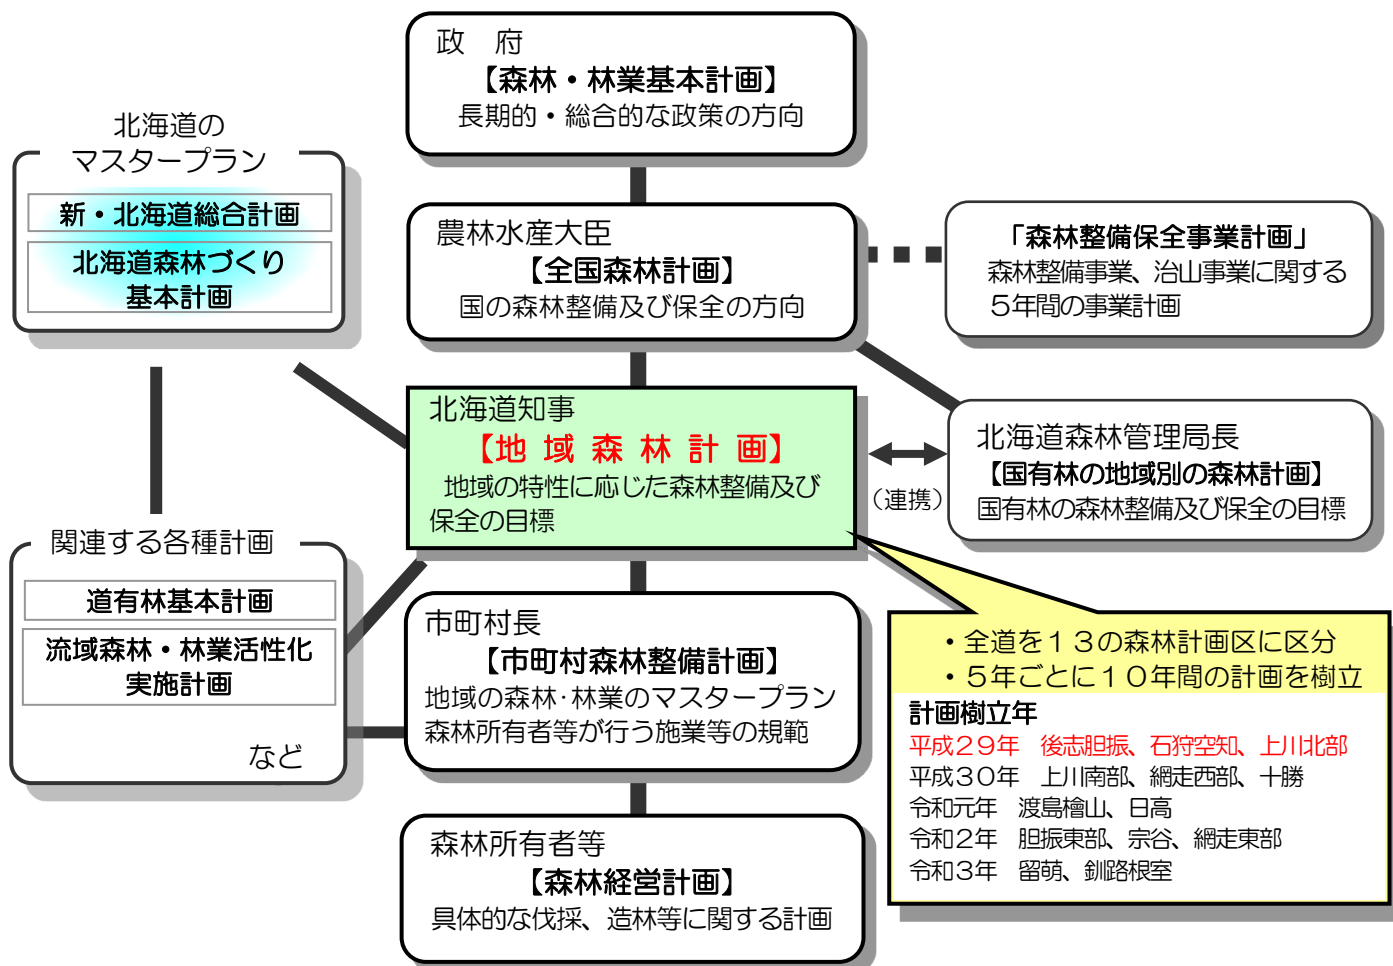 政　府
【森林・林業基本計画】
長期的・総合的な政策の方向
北海道の
マスタープラン
新・北海道総合計画
北海道森林づくり
基本計画
農林水産大臣
【全国森林計画】
国の森林整備及び保全の方向
「森林整備保全事業計画」
森林整備事業、治山事業に関する
５年間の事業計画
北海道知事
【地 域 森 林 計 画】
地域の特性に応じた森林整備及び
保全の目標
（連携）
北海道森林管理局長
【国有林の地域別の森林計画】
国有林の森林整備及び保全の目標
関連する各種計画
道有林基本計画
流域森林・林業活性化
実施計画
など
市町村長
【市町村森林整備計画】
地域の森林･林業のマスタープラン
森林所有者等が行う施業等の規範
・全道を１３の森林計画区に区分
・５年ごとに１０年間の計画を樹立
計画樹立年
平成２９年　後志胆振、石狩空知、上川北部
平成３０年　上川南部、網走西部、十勝
令和元年　渡島檜山、日高
令和２年　胆振東部、宗谷、網走東部
令和３年　留萌、釧路根室
森林所有者等
【森林経営計画】
具体的な伐採、造林等に関する計画